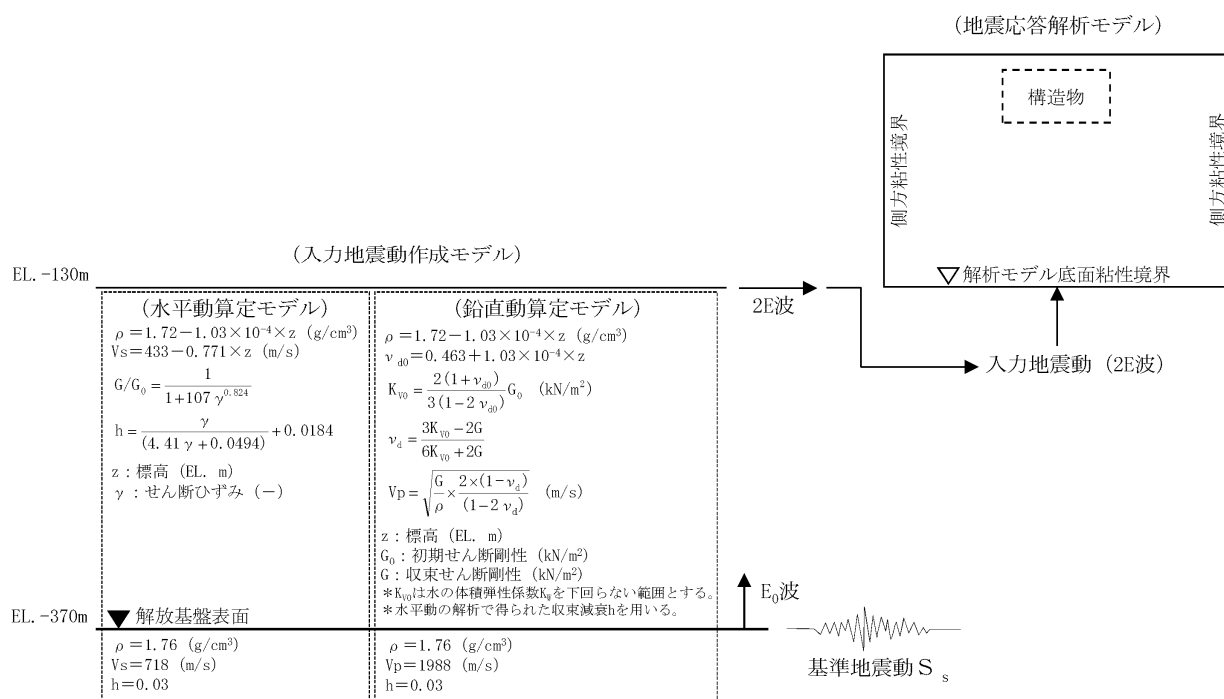 (地震応答解析モデル)
構造物
側方粘性境界
側方粘性境界
▽解析モデル底面粘性境界
(入力地震動作成モデル)
EL.-130m
2E波
入力地震動 (2E波)
(水平動算定モデル)
ρ=1.72-1.03×10⁻⁴×z (g/cm³)
Vs=433-0.771×z (m/s)
G/G₀=1/(1+107 γ^0.824)
h=γ/(4.41 γ+0.0494)+0.0184
z:標高 (EL. m)
γ:せん断ひずみ (-)
(鉛直動算定モデル)
ρ=1.72-1.03×10⁻⁴×z (g/cm³)
ν_d0=0.463+1.03×10⁻⁴×z
K_V0=2(1+ν_d0)/3(1-2ν_d0) G₀ (kN/m²)
ν_d=(3K_V0-2G)/(6K_V0+2G)
Vp=√(G/ρ×2×(1-ν_d)/(1-2ν_d)) (m/s)
z:標高 (EL. m)
G₀:初期せん断剛性 (kN/m²)
G:収束せん断剛性 (kN/m²)
*K_V0は水の体積弾性係数K_Wを下回らない範囲とする。
*水平動の解析で得られた収束減衰hを用いる。
EL.-370m
▼解放基盤表面
E₀波
ρ=1.76 (g/cm³)
Vs=718 (m/s)
h=0.03
ρ=1.76 (g/cm³)
Vp=1988 (m/s)
h=0.03
基準地震動Sₛ